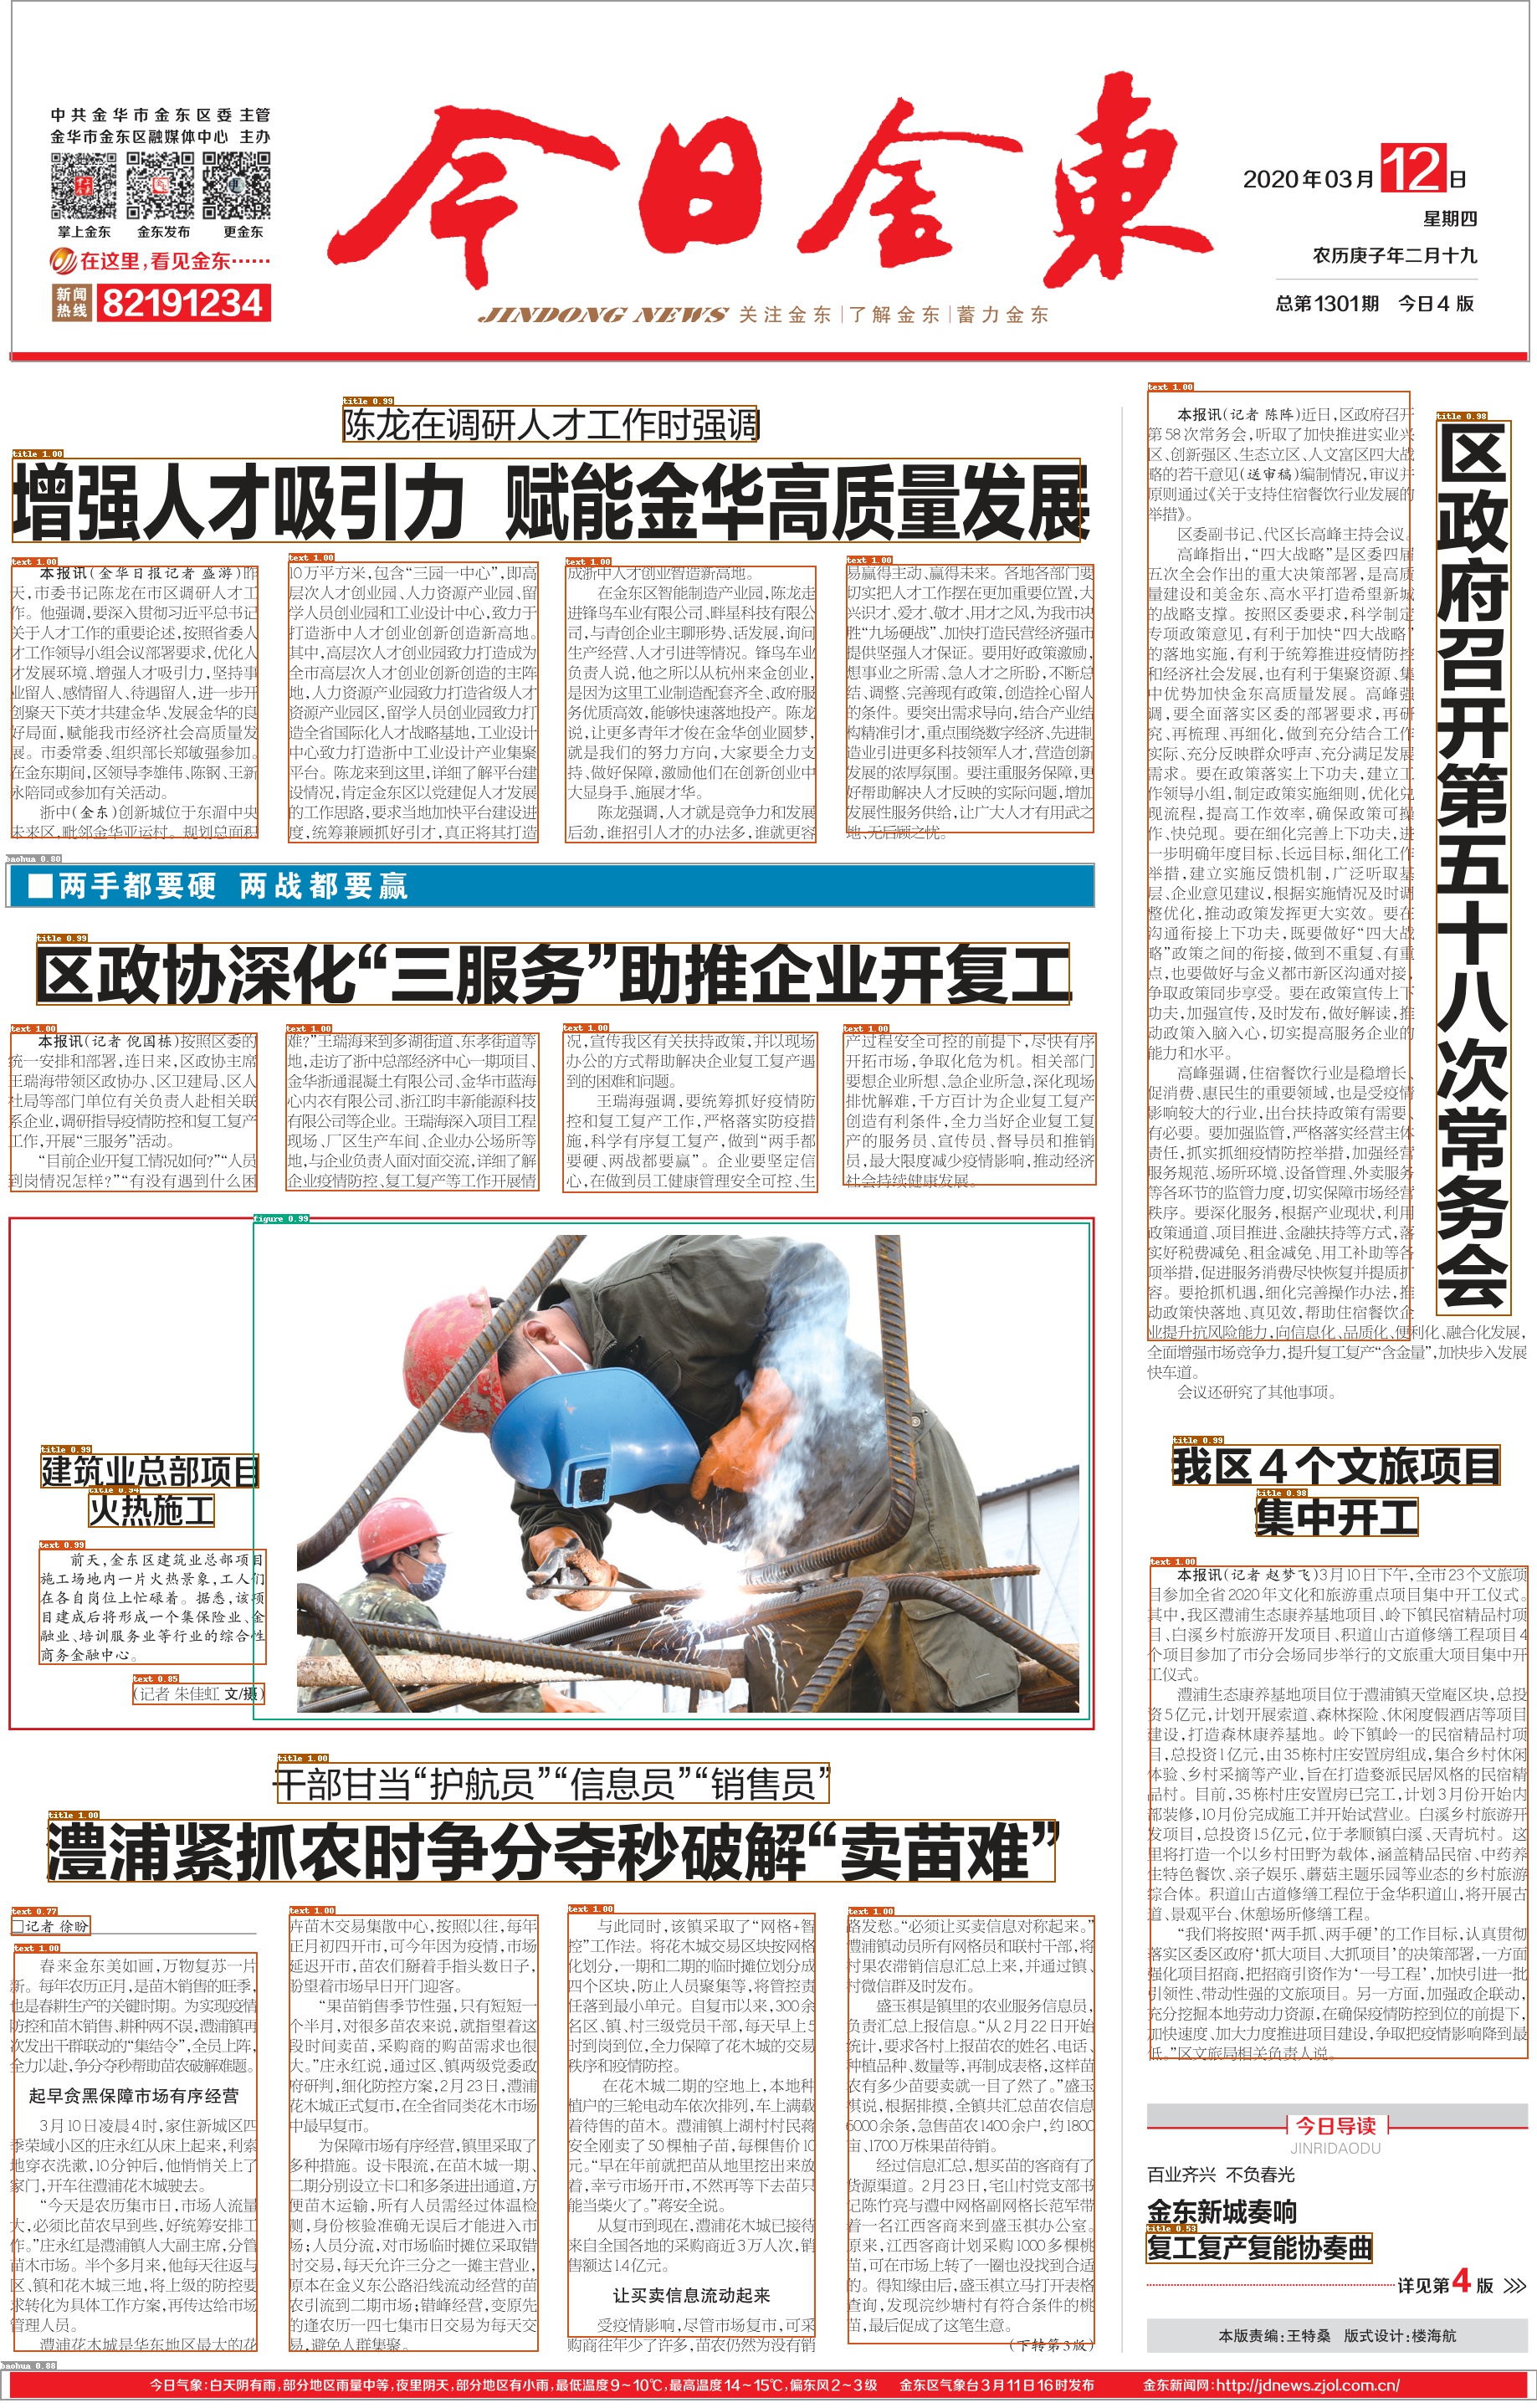 中共金华市金东区委 主管
金华市金东区融媒体中心 主办
掌上金东 金东发布 更金东
在这里,看见金东······
新闻热线 82191234
今日金東
JINDONG NEWS 关注金东|了解金东|蓄力金东
2020年03月12日
星期四
农历庚子年二月十九
总第1301期 今日4版
title 0.99
陈龙在调研人才工作时强调
title 1.00
增强人才吸引力 赋能金华高质量发展
text 1.00
本报讯(金华日报记者 盛游)昨
天,市委书记陈龙在市区调研人才工
作。他强调,要深入贯彻习近平总书记
关于人才工作的重要论述,按照省委人
才工作领导小组会议部署要求,优化人
才发展环境、增强人才吸引力,坚持事
业留人、感情留人、待遇留人,进一步开
创聚天下英才共建金华、发展金华的良
好局面,赋能我市经济社会高质量发
展。市委常委、组织部长郑敏强参加。
在金东期间,区领导李雄伟、陈钢、王新
永陪同或参加有关活动。
浙中(金东)创新城位于东湄中央
未来区,毗邻金华亚运村。规划总面积
text 1.00
10万平方米,包含“三园一中心”,即高
层次人才创业园、人力资源产业园、留
学人员创业园和工业设计中心,致力于
打造浙中人才创业创新创造新高地。
其中,高层次人才创业园致力打造成为
全市高层次人才创业创新创造的主阵
地,人力资源产业园致力打造省级人才
资源产业园区,留学人员创业园致力打
造全省国际化人才战略基地,工业设计
中心致力打造浙中工业设计产业集聚
平台。陈龙来到这里,详细了解平台建
设情况,肯定金东区以党建促人才发展
的工作思路,要求当地加快平台建设进
度,统筹兼顾抓好引才,真正将其打造
text 1.00
成浙中人才创业智造新高地。
在金东区智能制造产业园,陈龙走
进锋鸟车业有限公司、畔星科技有限公
司,与青创企业主聊形势、话发展,询问
生产经营、人才引进等情况。锋鸟车业
负责人说,他之所以从杭州来金创业,
是因为这里工业制造配套齐全、政府服
务优质高效,能够快速落地投产。陈龙
说,让更多青年才俊在金华创业圆梦,
就是我们的努力方向,大家要全力支
持、做好保障,激励他们在创新创业中
大显身手、施展才华。
陈龙强调,人才就是竞争力和发展
后劲,谁招引人才的办法多,谁就更容
text 1.00
易赢得主动、赢得未来。各地各部门要
切实把人才工作摆在更加重要位置,大
兴识才、爱才、敬才、用才之风,为我市决
胜“九场硬战”、加快打造民营经济强市
提供坚强人才保证。要用好政策激励,
想事业之所需、急人才之所盼,不断总
结、调整、完善现有政策,创造拴心留人
的条件。要突出需求导向,结合产业结
构精准引才,重点围绕数字经济、先进制
造业引进更多科技领军人才,营造创新
发展的浓厚氛围。要注重服务保障,更
好帮助解决人才反映的实际问题,增加
发展性服务供给,让广大人才有用武之
地、无后顾之忧。
baohua 0.80
■两手都要硬 两战都要赢
title 0.99
区政协深化“三服务”助推企业开复工
text 1.00
本报讯(记者 倪国栋)按照区委的
统一安排和部署,连日来,区政协主席
王瑞海带领区政协办、区卫建局、区人
社局等部门单位有关负责人赴相关联
系企业,调研指导疫情防控和复工复产
工作,开展“三服务”活动。
“目前企业开复工情况如何?”“人员
到岗情况怎样?”“有没有遇到什么困
text 1.00
难?”王瑞海来到多湖街道、东孝街道等
地,走访了浙中总部经济中心一期项目、
金华浙通混凝土有限公司、金华市蓝海
心内衣有限公司、浙江昀丰新能源科技
有限公司等企业。王瑞海深入项目工程
现场、厂区生产车间、企业办公场所等
地,与企业负责人面对面交流,详细了解
企业疫情防控、复工复产等工作开展情
text 1.00
况,宣传我区有关扶持政策,并以现场
办公的方式帮助解决企业复工复产遇
到的困难和问题。
王瑞海强调,要统筹抓好疫情防
控和复工复产工作,严格落实防疫措
施,科学有序复工复产,做到“两手都
要硬、两战都要赢”。企业要坚定信
心,在做到员工健康管理安全可控、生
text 1.00
产过程安全可控的前提下,尽快有序
开拓市场,争取化危为机。相关部门
要想企业所想、急企业所急,深化现场
排忧解难,千方百计为企业复工复产
创造有利条件,全力当好企业复工复
产的服务员、宣传员、督导员和推销
员,最大限度减少疫情影响,推动经济
社会持续健康发展。
figure 0.99
title 0.99
建筑业总部项目
title 0.94
火热施工
text 0.99
前天,金东区建筑业总部项目
施工场地内一片火热景象,工人们
在各自岗位上忙碌着。据悉,该项
目建成后将形成一个集保险业、金
融业、培训服务业等行业的综合性
商务金融中心。
text 0.85
(记者 朱佳虹 文/摄)
title 1.00
干部甘当“护航员”“信息员”“销售员”
title 1.00
澧浦紧抓农时争分夺秒破解“卖苗难”
text 0.77
□记者 徐盼
text 1.00
春来金东美如画,万物复苏一片
新。每年农历正月,是苗木销售的旺季,
也是春耕生产的关键时期。为实现疫情
防控和苗木销售、耕种两不误,澧浦镇再
次发出干群联动的“集结令”,全员上阵,
全力以赴,争分夺秒帮助苗农破解难题。
起早贪黑保障市场有序经营
3月10日凌晨4时,家住新城区四
季荣域小区的庄永红从床上起来,利索
地穿衣洗漱,10分钟后,他悄悄关上了
家门,开车往澧浦花木城驶去。
“今天是农历集市日,市场人流量
大,必须比苗农早到些,好统筹安排工
作。”庄永红是澧浦镇人大副主席,分管
苗木市场。半个多月来,他每天往返与
区、镇和花木城三地,将上级的防控要
求转化为具体工作方案,再传达给市场
管理人员。
澧浦花木城是华东地区最大的花
text 1.00
卉苗木交易集散中心,按照以往,每年
正月初四开市,可今年因为疫情,市场
延迟开市,苗农们掰着手指头数日子,
盼望着市场早日开门迎客。
“果苗销售季节性强,只有短短一
个半月,对很多苗农来说,就指望着这
段时间卖苗,采购商的购苗需求也很
大。”庄永红说,通过区、镇两级党委政
府研判,细化防控方案,2月23日,澧浦
花木城正式复市,在全省同类花木市场
中最早复市。
为保障市场有序经营,镇里采取了
多种措施。设卡限流,在苗木城一期、
二期分别设立卡口和多条进出通道,方
便苗木运输,所有人员需经过体温检
测,身份核验准确无误后才能进入市
场;人员分流,对市场临时摊位采取错
时交易,每天允许三分之一摊主营业,
原本在金义东公路沿线流动经营的苗
农引流到二期市场;错峰经营,变原先
的逢农历一四七集市日交易为每天交
易,避免人群集聚。
text 1.00
与此同时,该镇采取了“网格+智
控”工作法。将花木城交易区块按网格
化划分,一期和二期的临时摊位划分成
四个区块,防止人员聚集等,将管控责
任落到最小单元。自复市以来,300余
名区、镇、村三级党员干部,每天早上5
时到岗到位,全力保障了花木城的交易
秩序和疫情防控。
在花木城二期的空地上,本地种
植户的三轮电动车依次排列,车上满载
着待售的苗木。澧浦镇上湖村村民蒋
安全刚卖了50棵柚子苗,每棵售价10
元。“早在年前就把苗从地里挖出来放
着,幸亏市场开市,不然再等下去苗只
能当柴火了。”蒋安全说。
从复市到现在,澧浦花木城已接待
来自全国各地的采购商近3万人次,销
售额达1.4亿元。
让买卖信息流动起来
受疫情影响,尽管市场复市,可采
购商往年少了许多,苗农仍然为没有销
text 1.00
路发愁。“必须让买卖信息对称起来。”
澧浦镇动员所有网格员和联村干部,将
村果农滞销信息汇总上来,并通过镇、
村微信群及时发布。
盛玉祺是镇里的农业服务信息员,
负责汇总上报信息。“从2月22日开始
统计,要求各村上报苗农的姓名、电话、
种植品种、数量等,再制成表格,这样苗
农有多少苗要卖就一目了然了。”盛玉
祺说,根据排摸,全镇共汇总苗农信息
6000余条,急售苗农1400余户,约1800
亩、1700万株果苗待销。
经过信息汇总,想买苗的客商有了
货源渠道。2月23日,宅山村党支部书
记陈竹亮与澧中网格副网格长范军带
着一名江西客商来到盛玉祺办公室。
原来,江西客商计划采购1000多棵桃
苗,可在市场上转了一圈也没找到合适
的。得知缘由后,盛玉祺立马打开表格
查询,发现浣纱塘村有符合条件的桃
苗,最后促成了这笔生意。
(下转第3版)
title 0.98
区政府召开第五十八次常务会
text 1.00
本报讯(记者 陈阵)近日,区政府召开
第58次常务会,听取了加快推进实业兴
区、创新强区、生态立区、人文富区四大战
略的若干意见(送审稿)编制情况,审议并
原则通过《关于支持住宿餐饮行业发展的
举措》。
区委副书记、代区长高峰主持会议。
高峰指出,“四大战略”是区委四届
五次全会作出的重大决策部署,是高质
量建设和美金东、高水平打造希望新城
的战略支撑。按照区委要求,科学制定
专项政策意见,有利于加快“四大战略”
的落地实施,有利于统筹推进疫情防控
和经济社会发展,也有利于集聚资源、集
中优势加快金东高质量发展。高峰强
调,要全面落实区委的部署要求,再研
究、再梳理、再细化,做到充分结合工作
实际、充分反映群众呼声、充分满足发展
需求。要在政策落实上下功夫,建立工
作领导小组,制定政策实施细则,优化兑
现流程,提高工作效率,确保政策可操
作、快兑现。要在细化完善上下功夫,进
一步明确年度目标、长远目标,细化工作
举措,建立实施反馈机制,广泛听取基
层、企业意见建议,根据实施情况及时调
整优化,推动政策发挥更大实效。要在
沟通衔接上下功夫,既要做好“四大战
略”政策之间的衔接,做到不重复、有重
点,也要做好与金义都市新区沟通对接,
争取政策同步享受。要在政策宣传上下
功夫,加强宣传,及时发布,做好解读,推
动政策入脑入心,切实提高服务企业的
能力和水平。
高峰强调,住宿餐饮行业是稳增长、
促消费、惠民生的重要领域,也是受疫情
影响较大的行业,出台扶持政策有需要、
有必要。要加强监管,严格落实经营主体
责任,抓实抓细疫情防控举措,加强经营
服务规范、场所环境、设备管理、外卖服务
等各环节的监管力度,切实保障市场经营
秩序。要深化服务,根据产业现状,利用
政策通道、项目推进、金融扶持等方式,落
实好税费减免、租金减免、用工补助等各
项举措,促进服务消费尽快恢复并提质扩
容。要抢抓机遇,细化完善操作办法,推
动政策快落地、真见效,帮助住宿餐饮企
业提升抗风险能力,向信息化、品质化、便利化、融合化发展,
全面增强市场竞争力,提升复工复产“含金量”,加快步入发展
快车道。
会议还研究了其他事项。
title 0.99
我区4个文旅项目
title 0.98
集中开工
text 1.00
本报讯(记者 赵梦飞)3月10日下午,全市23个文旅项
目参加全省2020年文化和旅游重点项目集中开工仪式。
其中,我区澧浦生态康养基地项目、岭下镇民宿精品村项
目、白溪乡村旅游开发项目、积道山古道修缮工程项目4
个项目参加了市分会场同步举行的文旅重大项目集中开
工仪式。
澧浦生态康养基地项目位于澧浦镇天堂庵区块,总投
资5亿元,计划开展索道、森林探险、休闲度假酒店等项目
建设,打造森林康养基地。岭下镇岭一的民宿精品村项
目,总投资1亿元,由35栋村庄安置房组成,集合乡村休闲
体验、乡村采摘等产业,旨在打造婺派民居风格的民宿精
品村。目前,35栋村庄安置房已完工,计划3月份开始内
部装修,10月份完成施工并开始试营业。白溪乡村旅游开
发项目,总投资1.5亿元,位于孝顺镇白溪、天青坑村。这
里将打造一个以乡村田野为载体,涵盖精品民宿、中药养
生特色餐饮、亲子娱乐、蘑菇主题乐园等业态的乡村旅游
综合体。积道山古道修缮工程位于金华积道山,将开展古
道、景观平台、休憩场所修缮工程。
“我们将按照‘两手抓、两手硬’的工作目标,认真贯彻
落实区委区政府‘抓大项目、大抓项目’的决策部署,一方面
强化项目招商,把招商引资作为‘一号工程’,加快引进一批
引领性、带动性强的文旅项目。另一方面,加强政企联动,
充分挖掘本地劳动力资源,在确保疫情防控到位的前提下,
加快速度、加大力度推进项目建设,争取把疫情影响降到最
低。”区文旅局相关负责人说。
今日导读
JINRIDAODU
百业齐兴 不负春光
金东新城奏响
title 0.53
复工复产复能协奏曲
详见第4版
本版责编:王特桑 版式设计:楼海航
baohua 0.88
今日气象:白天阴有雨,部分地区雨量中等,夜里阴天,部分地区有小雨,最低温度9~10℃,最高温度14~15℃,偏东风2~3级 金东区气象台3月11日16时发布 金东新闻网:http://jdnews.zjol.com.cn/